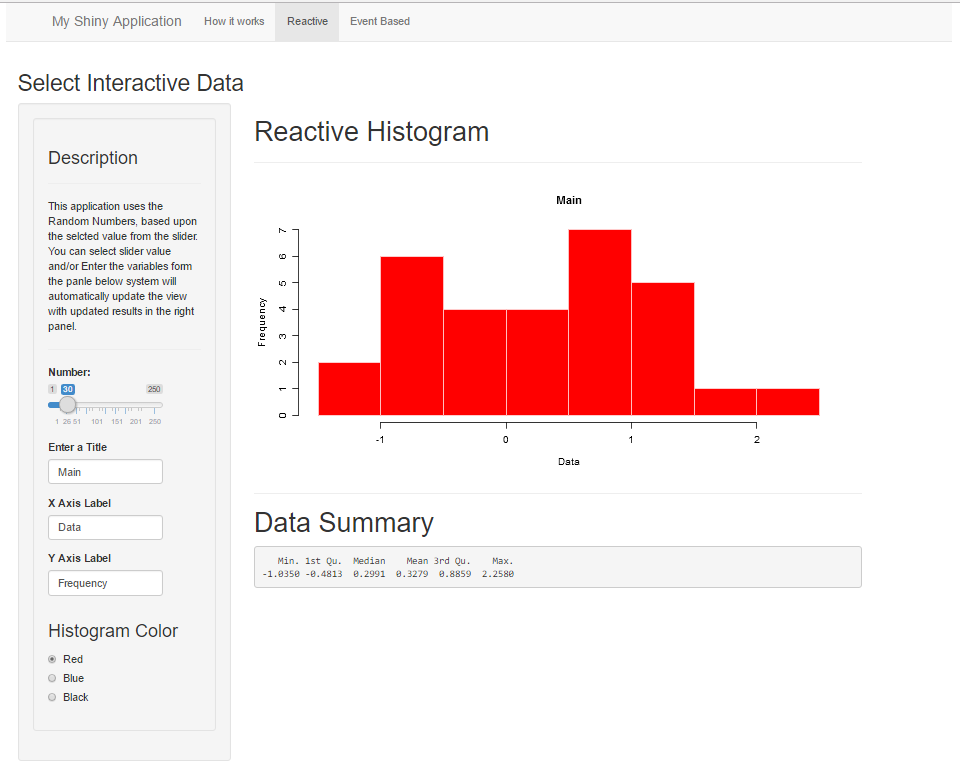 My Shiny Application How it works Reactive Event Based
Select Interactive Data
Description
This application uses the
Random Numbers, based upon
the selcted value from the slider.
You can select slider value
and/or Enter the variables form
the panle below system will
automatically update the view
with updated results in the right
panel.
Number:
1 30 250
1 26 51 101 151 201 250
Enter a Title
Main
X Axis Label
Data
Y Axis Label
Frequency
Histogram Color
Red
Blue
Black
Reactive Histogram
Main
Frequency
7
6
5
4
3
2
1
0
-1 0 1 2
Data
Data Summary
Min. 1st Qu. Median Mean 3rd Qu. Max.
-1.0350 -0.4813 0.2991 0.3279 0.8859 2.2580